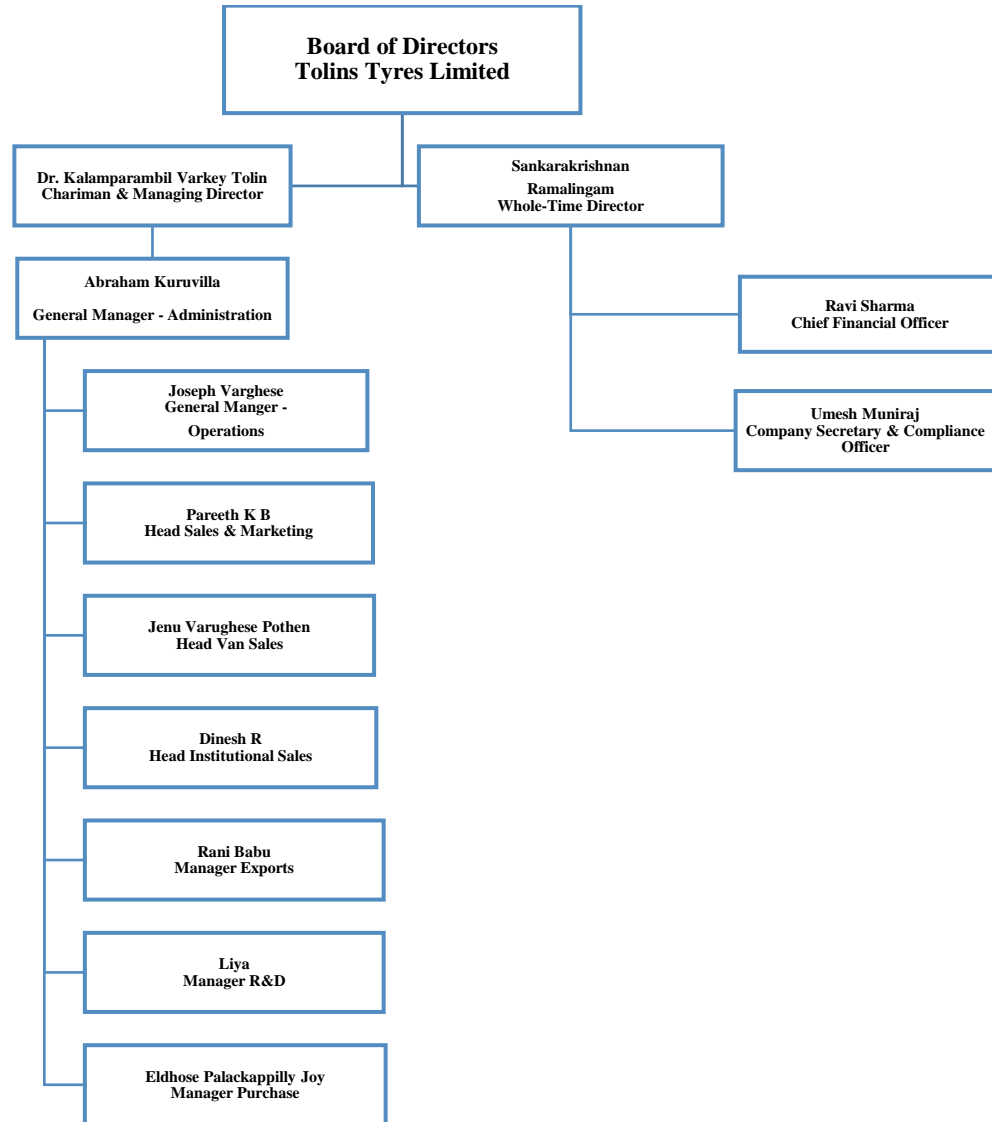 Board of Directors
Tolins Tyres Limited
Dr. Kalamparambil Varkey Tolin
Chariman & Managing Director
Sankarakrishnan
Ramalingam
Whole-Time Director
Abraham Kuruvilla
General Manager - Administration
Ravi Sharma
Chief Financial Officer
Joseph Varghese
General Manger -
Operations
Umesh Muniraj
Company Secretary & Compliance
Officer
Pareeth K B
Head Sales & Marketing
Jenu Varughese Pothen
Head Van Sales
Dinesh R
Head Institutional Sales
Rani Babu
Manager Exports
Liya
Manager R&D
Eldhose Palackappilly Joy
Manager Purchase